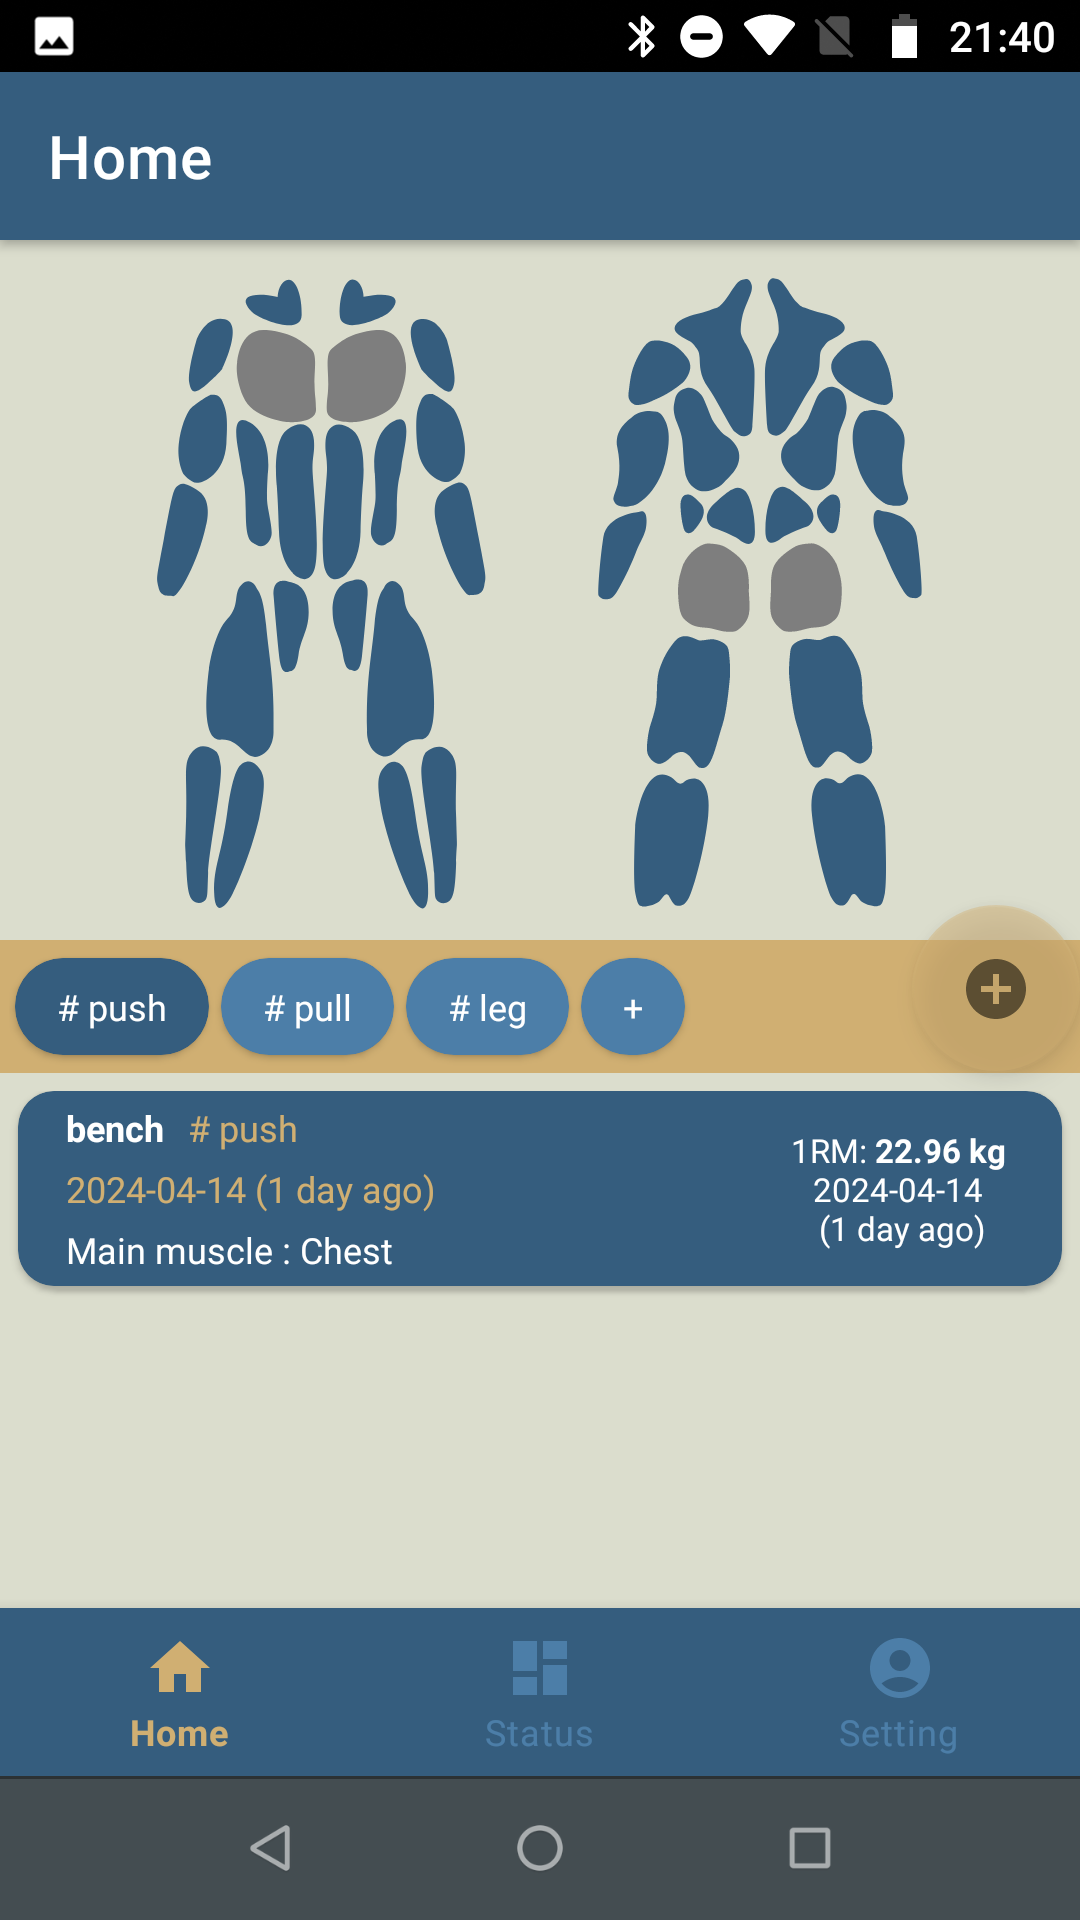 21:40
Home
# push
# pull
# leg
+
bench # push
2024-04-14 (1 day ago)
Main muscle : Chest
1RM: 22.96 kg
2024-04-14
(1 day ago)
Home
Status
Setting